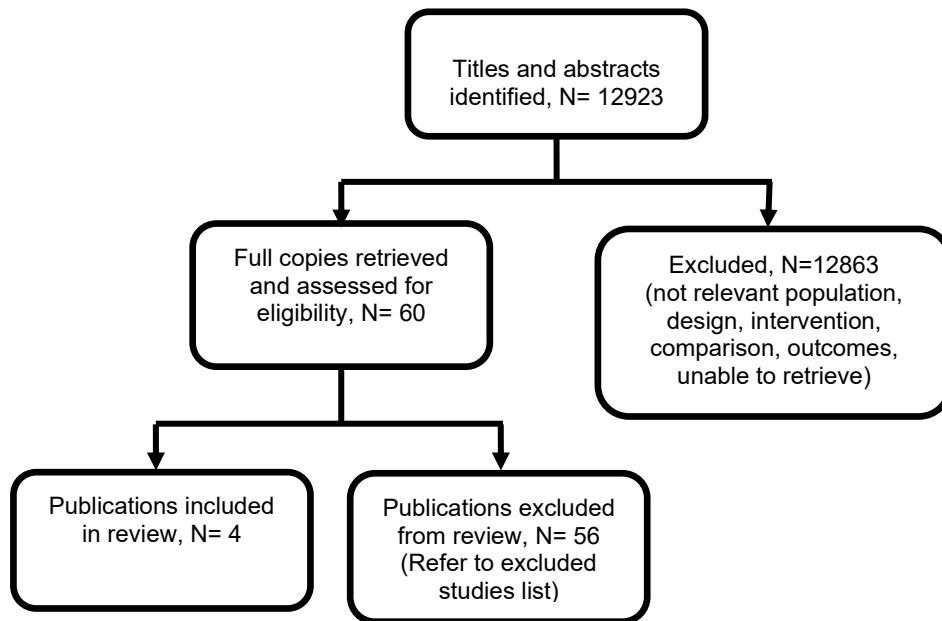 Titles and abstracts
identified, N= 12923
Full copies retrieved
and assessed for
eligibility, N= 60
Excluded, N=12863
(not relevant population,
design, intervention,
comparison, outcomes,
unable to retrieve)
Publications included
in review, N= 4
Publications excluded
from review, N= 56
(Refer to excluded
studies list)